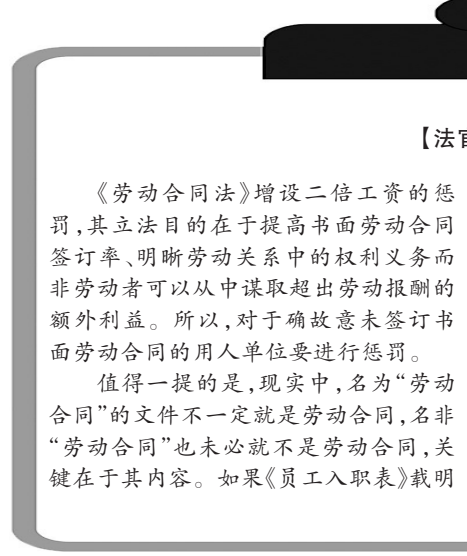 【法官
《劳动合同法》增设二倍工资的惩
罚,其立法目的在于提高书面劳动合同
签订率、明晰劳动关系中的权利义务而
非劳动者可以从中谋取超出劳动报酬的
额外利益。所以,对于确故意未签订书
面劳动合同的用人单位要进行惩罚。
值得一提的是,现实中,名为“劳动
合同”的文件不一定就是劳动合同,名非
“劳动合同”也未必就不是劳动合同,关
键在于其内容。如果《员工入职表》载明